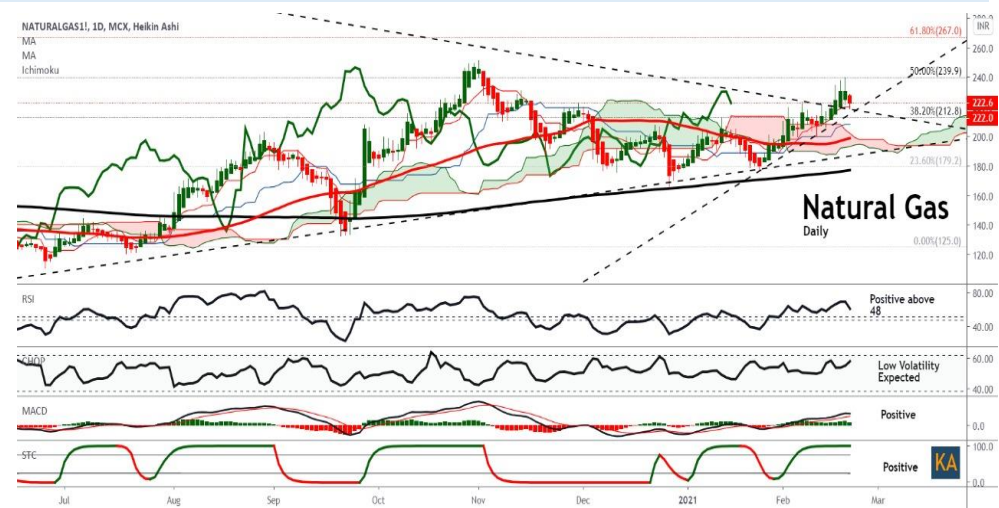 NATURALGAS1!, 1D, MCX, Heikin Ashi
MA
MA
Ichimoku
INR
61.80%(267.0)
260.0
50.00%(239.9)
240.0
222.6
222.0
38.20%(212.8)
200.0
23.60%(179.2)
180.0
160.0
140.0
0.00%(125.0)
120.0
Natural Gas
Daily
RSI
Positive above
48
80.00
40.00
CHOP
Low Volatility
Expected
60.00
40.00
MACD
Positive
0.0
STC
Positive
KA
100.0
0.0
Jul Aug Sep Oct Nov Dec 2021 Feb Mar